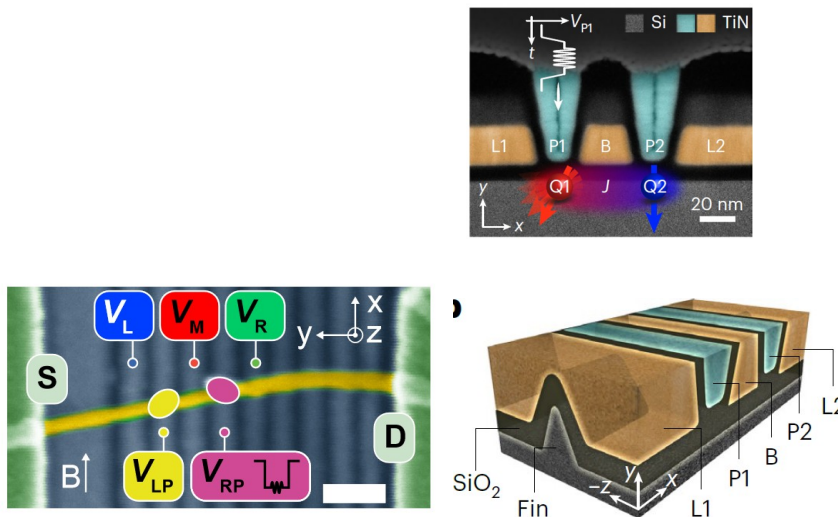 Si TiN
V_P1
t
L1 P1 B P2 L2
Q1 J Q2
y
x
20 nm
V_L V_M V_R
x
y z
S
D
B
V_LP V_RP
SiO₂
Fin
L1
P1
B
P2
L2
y
–z x